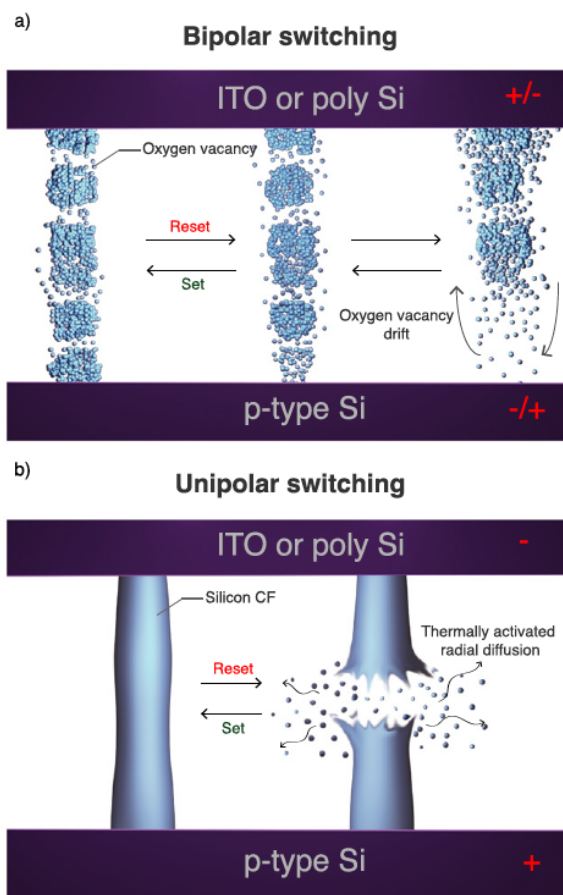 a)
Bipolar switching
ITO or poly Si
+/-
Oxygen vacancy
Reset
Set
Oxygen vacancy
drift
p-type Si
-/+
b)
Unipolar switching
ITO or poly Si
-
Silicon CF
Thermally activated
radial diffusion
Reset
Set
p-type Si
+